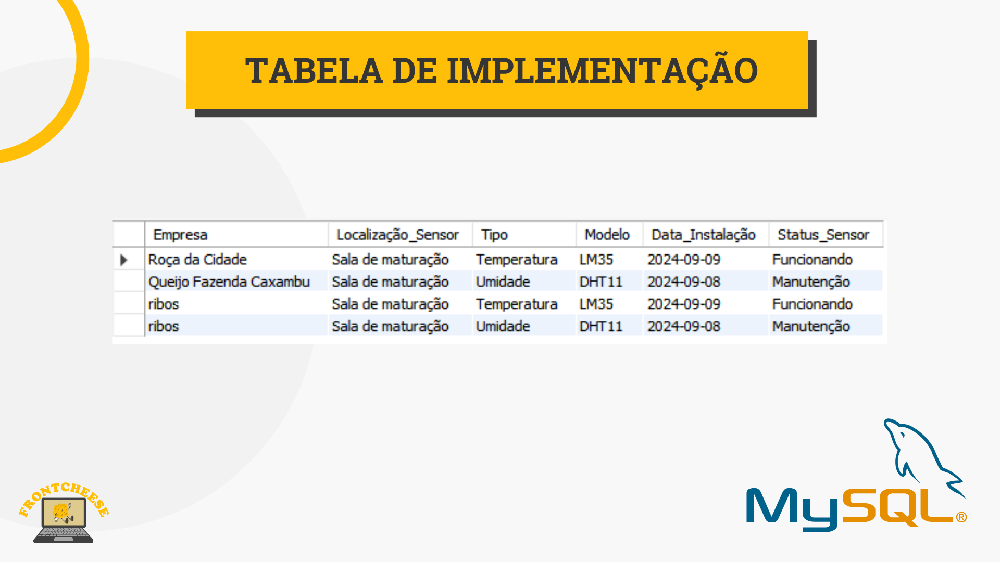 TABELA DE IMPLEMENTAÇÃO
Empresa Localização_Sensor Tipo Modelo Data_Instalação Status_Sensor
Roça da Cidade Sala de maturação Temperatura LM35 2024-09-09 Funcionando
Queijo Fazenda Caxambu Sala de maturação Umidade DHT11 2024-09-08 Manutenção
ribos Sala de maturação Temperatura LM35 2024-09-09 Funcionando
ribos Sala de maturação Umidade DHT11 2024-09-08 Manutenção
FRONTCHEESE
MySQL®